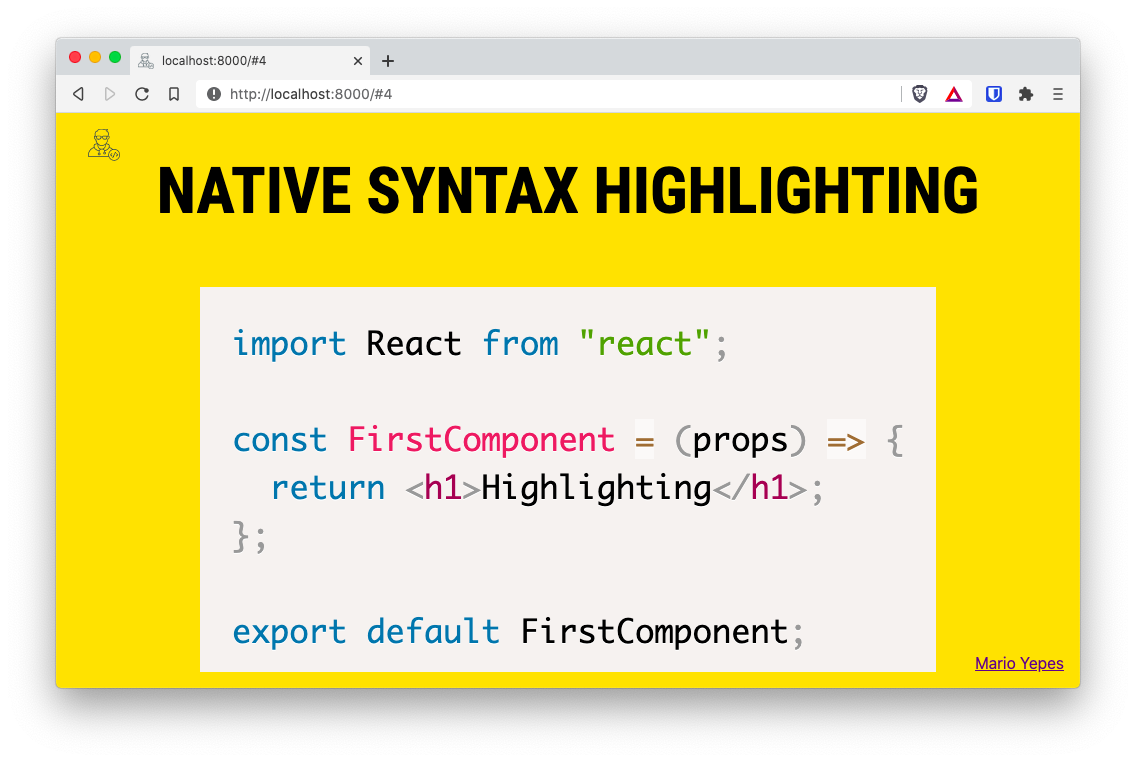 localhost:8000/#4
http://localhost:8000/#4
NATIVE SYNTAX HIGHLIGHTING
import React from "react";
const FirstComponent = (props) => {
  return <h1>Highlighting</h1>;
};
export default FirstComponent;
Mario Yepes